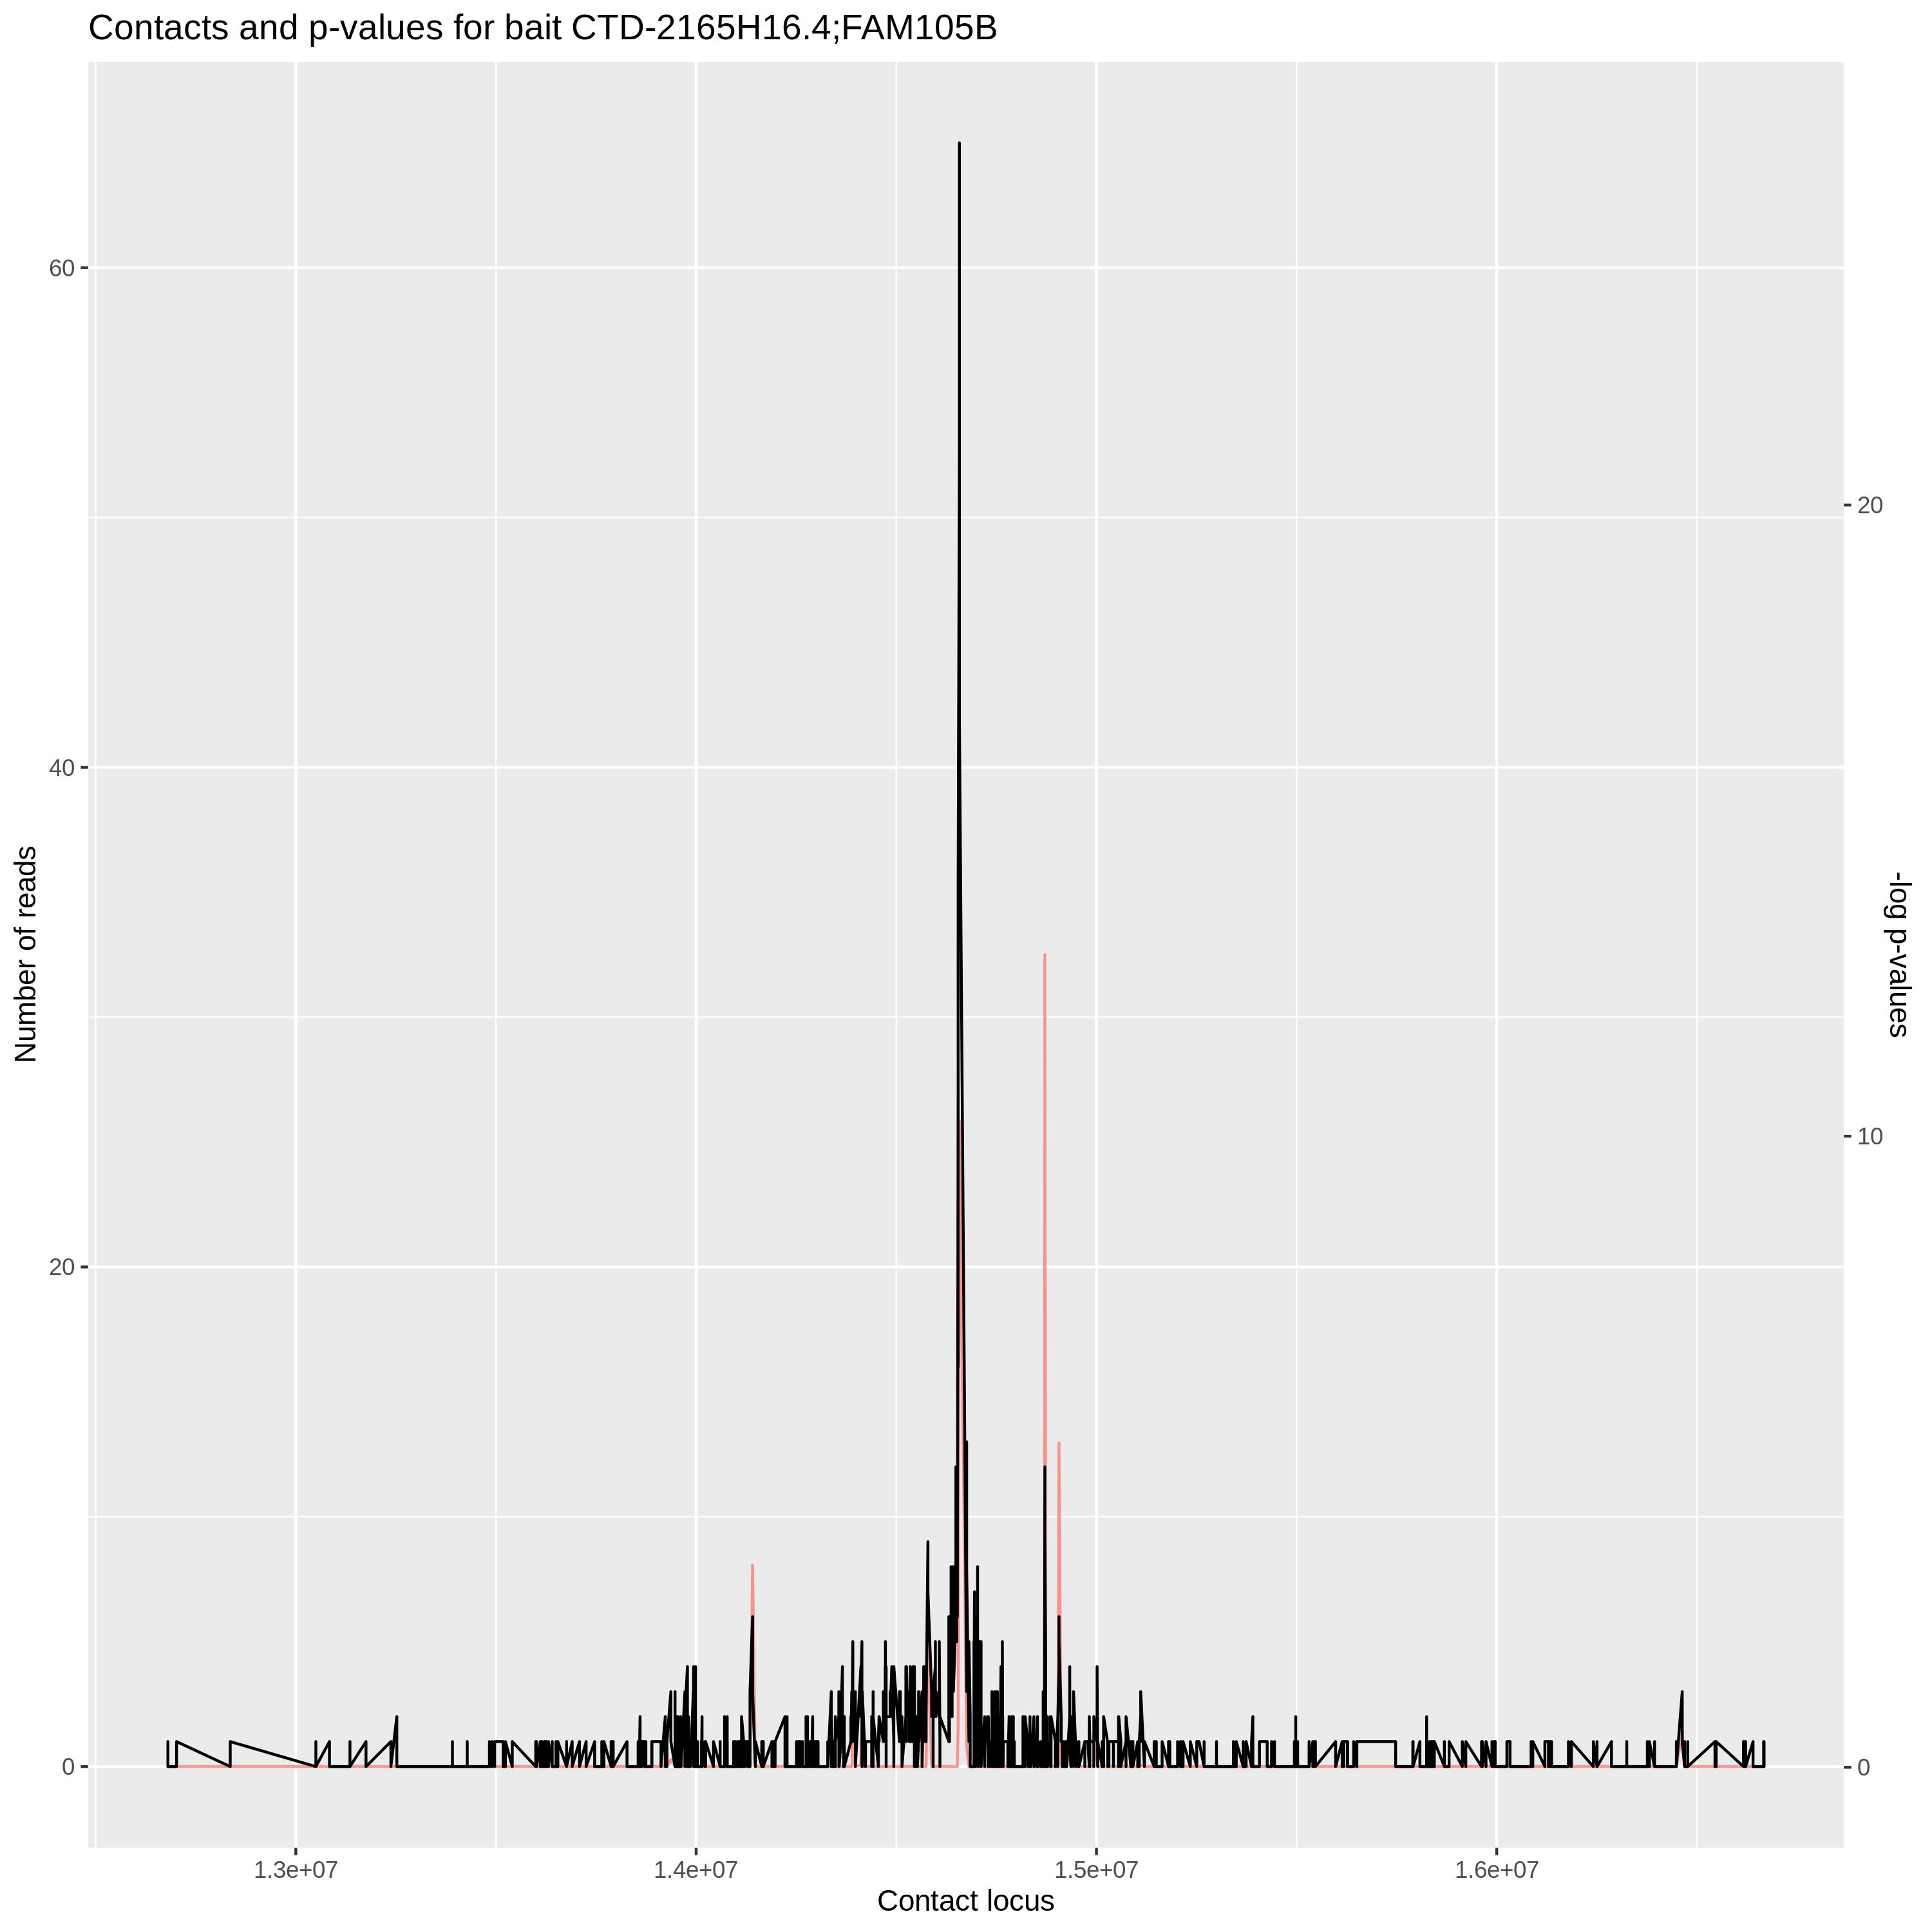 Contacts and p-values for bait CTD-2165H16.4;FAM105B
60
40
20
0
Number of reads
20
10
0
-log p-values
1.3e+07 1.4e+07 1.5e+07 1.6e+07
Contact locus